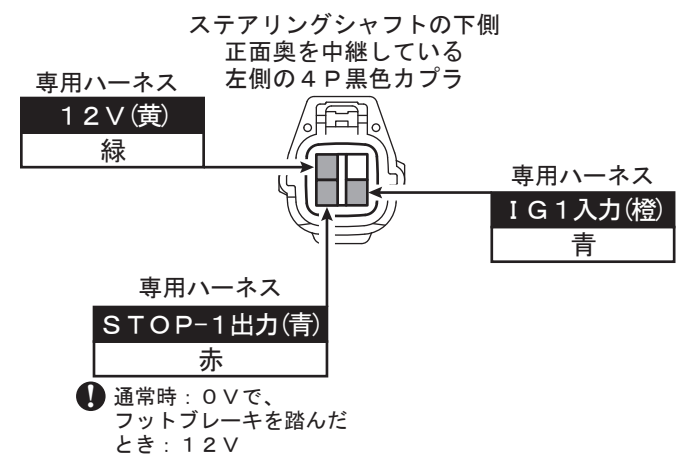 ステアリングシャフトの下側
正面奥を中継している
左側の４Ｐ黒色カプラ
専用ハーネス
１２Ｖ(黄)
緑
専用ハーネス
ＩＧ１入力(橙)
青
専用ハーネス
ＳＴＯＰ−１出力(青)
赤
! 通常時：０Ｖで、
フットブレーキを踏んだ
とき：１２Ｖ